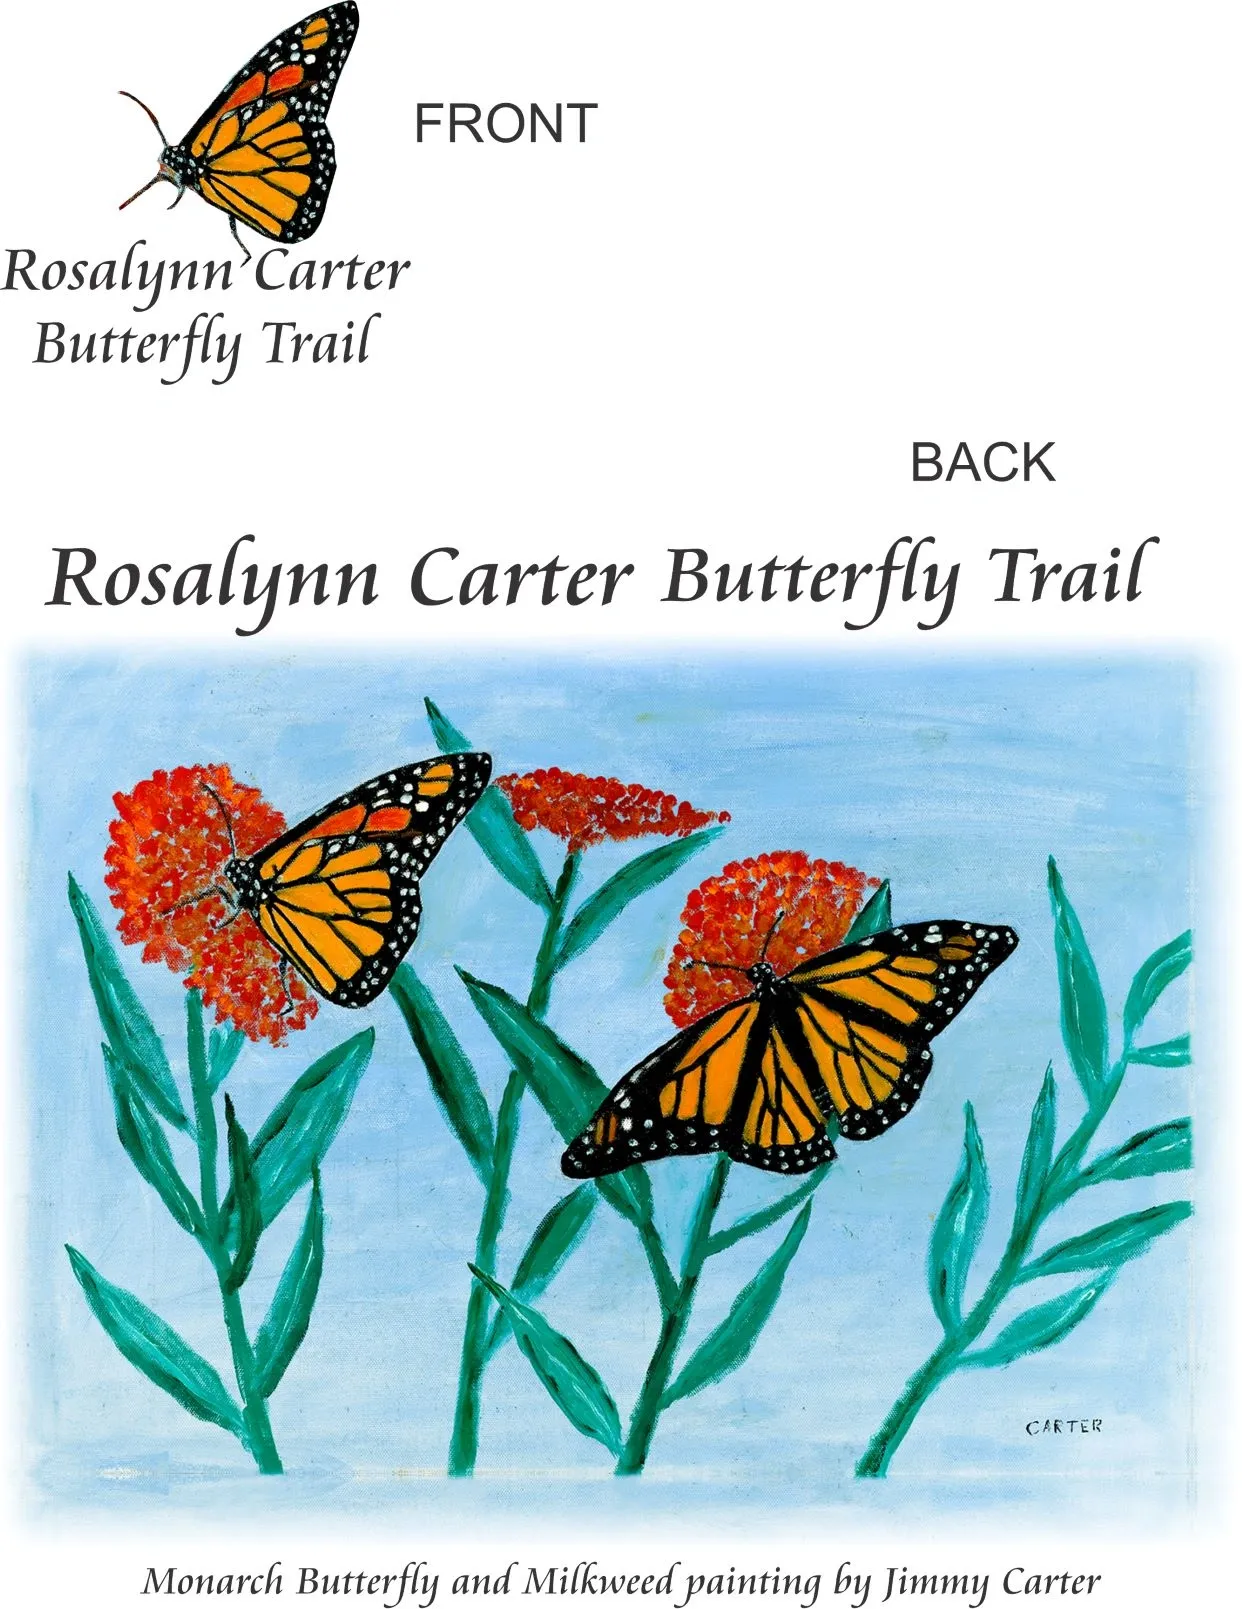 FRONT
Rosalynn Carter
Butterfly Trail
BACK
Rosalynn Carter Butterfly Trail
CARTER
Monarch Butterfly and Milkweed painting by Jimmy Carter